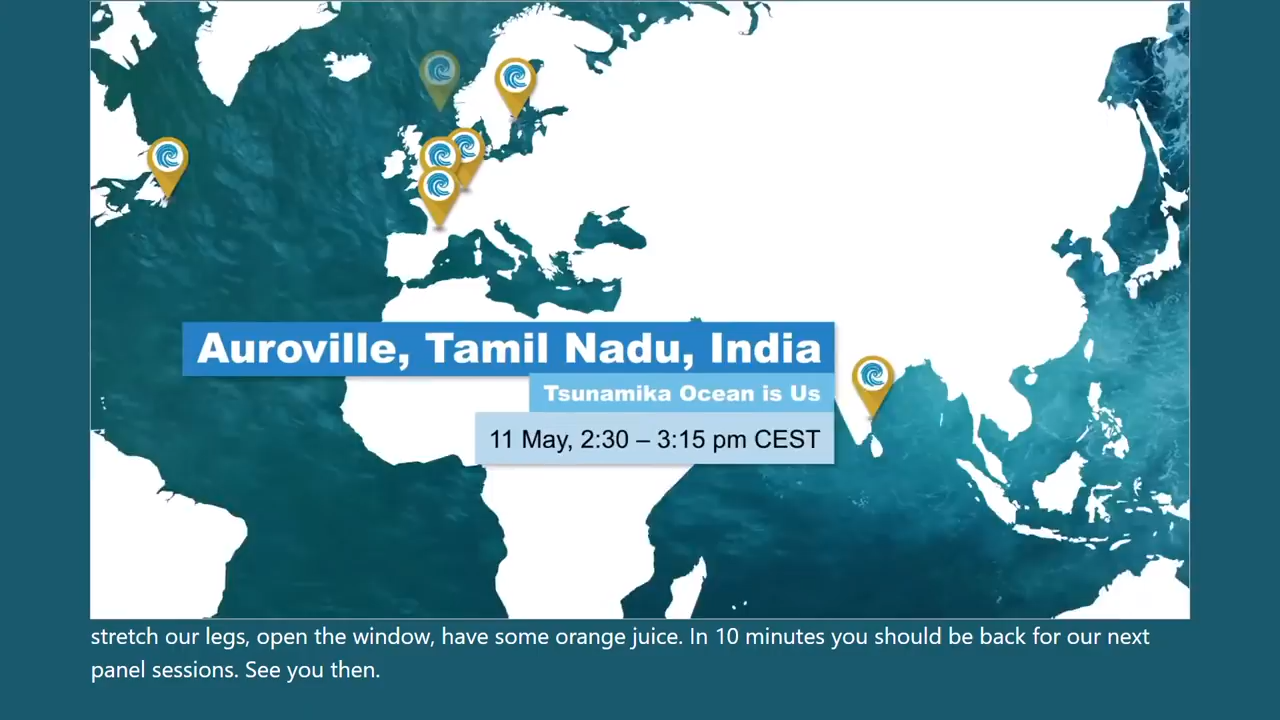 Auroville, Tamil Nadu, India
Tsunamika Ocean is Us
11 May, 2:30 – 3:15 pm CEST
stretch our legs, open the window, have some orange juice. In 10 minutes you should be back for our next
panel sessions. See you then.